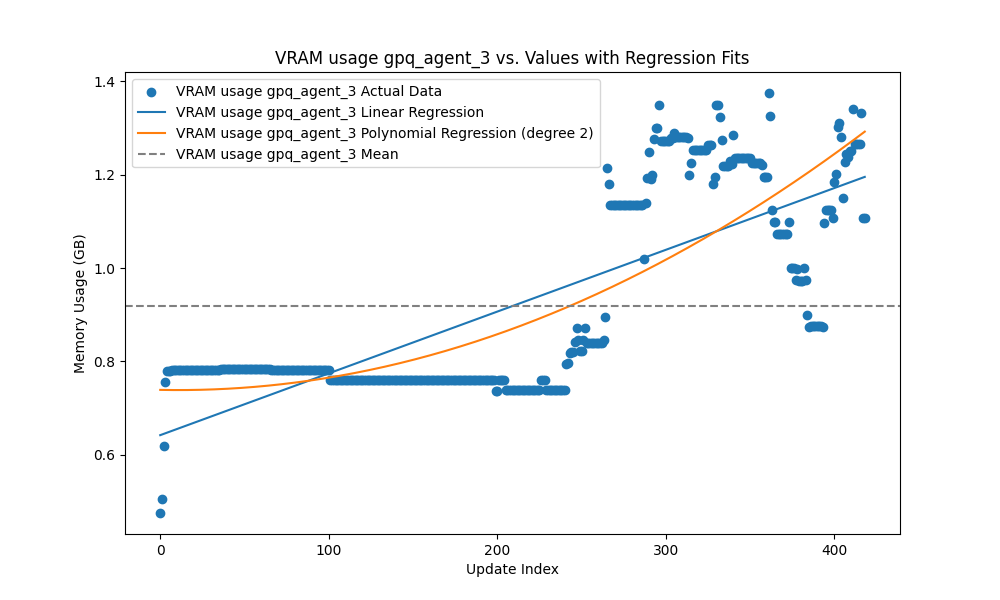 VRAM usage gpq_agent_3 vs. Values with Regression Fits
VRAM usage gpq_agent_3 Actual Data
VRAM usage gpq_agent_3 Linear Regression
VRAM usage gpq_agent_3 Polynomial Regression (degree 2)
VRAM usage gpq_agent_3 Mean
Memory Usage (GB)
1.4
1.2
1.0
0.8
0.6
0 100 200 300 400
Update Index